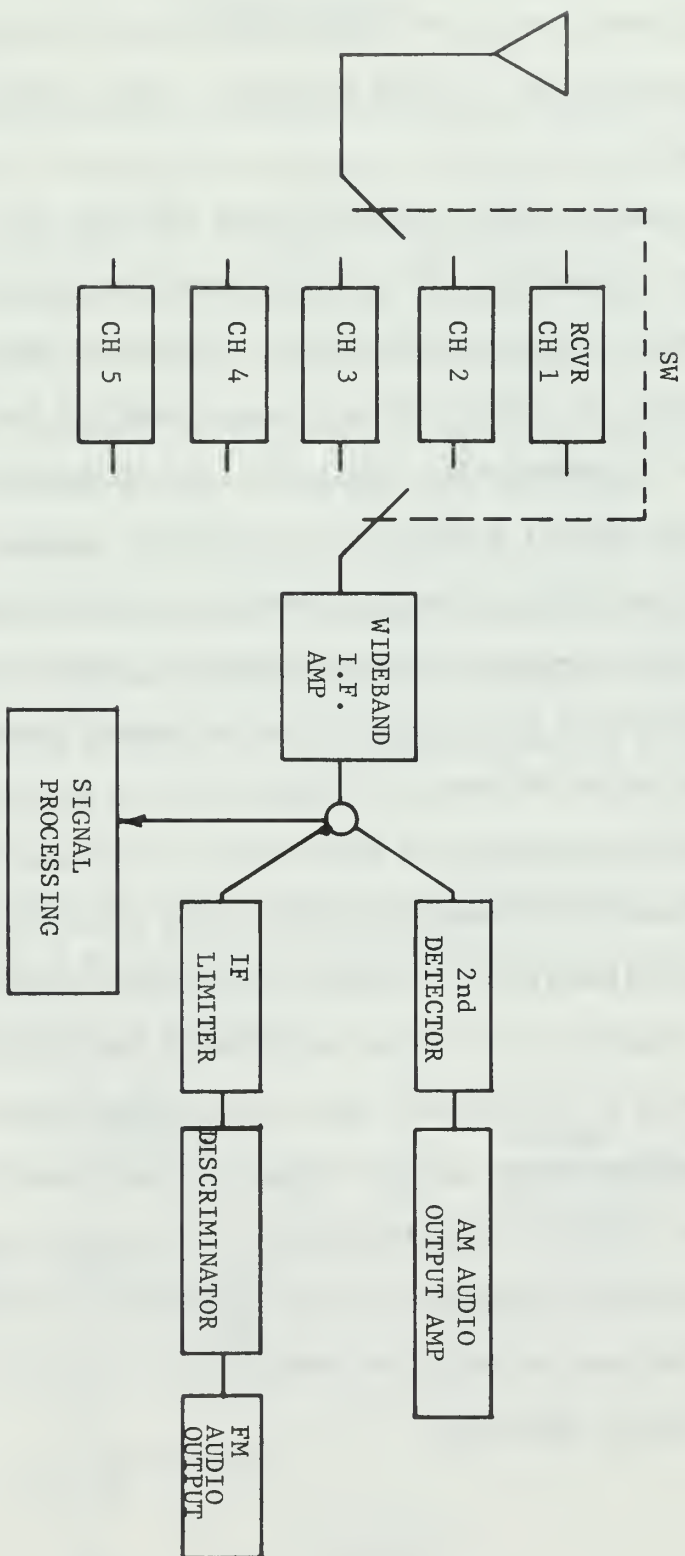 SW
RCVR
CH 1
CH 2
CH 3
CH 4
CH 5
WIDEBAND
I.F.
AMP
2nd
DETECTOR
AM AUDIO
OUTPUT AMP
IF
LIMITER
DISCRIMINATOR
FM
AUDIO
OUTPUT
SIGNAL
PROCESSING